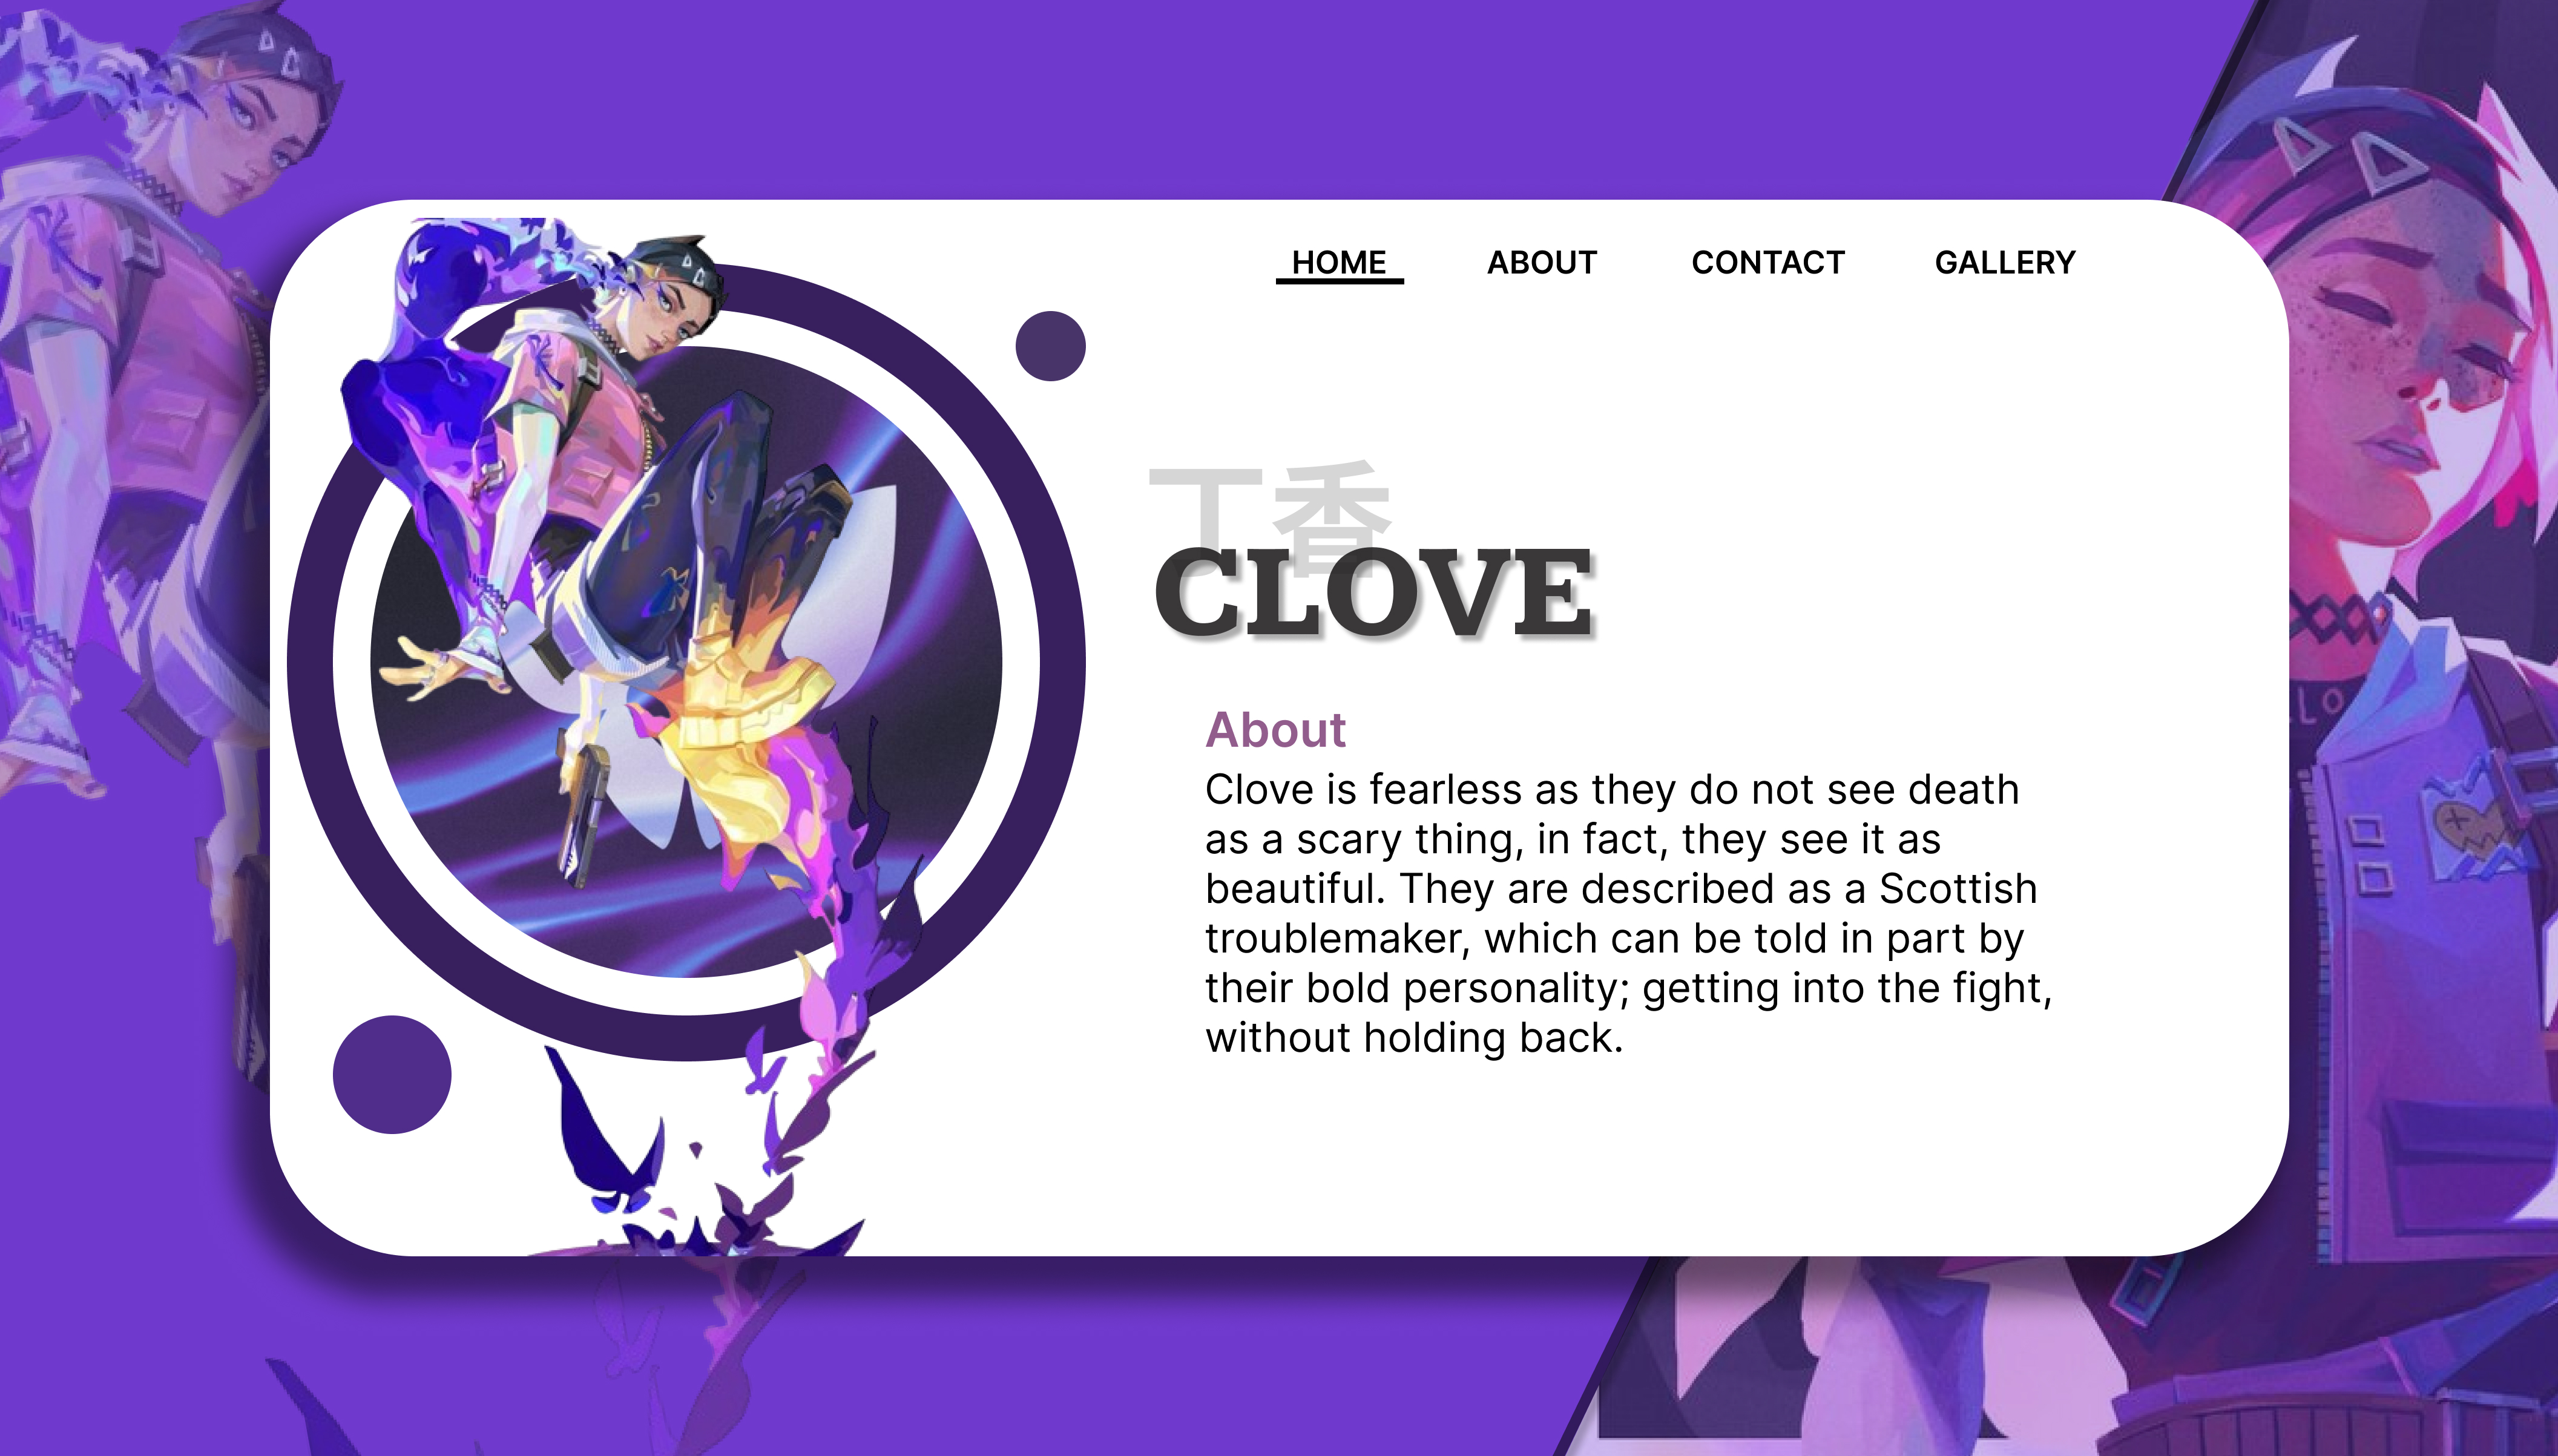 HOME ABOUT CONTACT GALLERY
丁香
CLOVE
About
Clove is fearless as they do not see death
as a scary thing, in fact, they see it as
beautiful. They are described as a Scottish
troublemaker, which can be told in part by
their bold personality; getting into the fight,
without holding back.